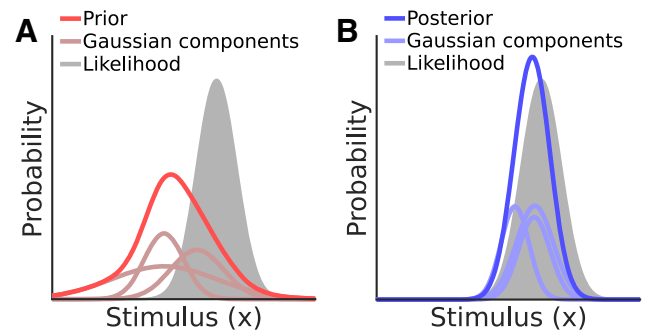 A
Prior
Gaussian components
Likelihood
Probability
Stimulus (x)
B
Posterior
Gaussian components
Likelihood
Probability
Stimulus (x)